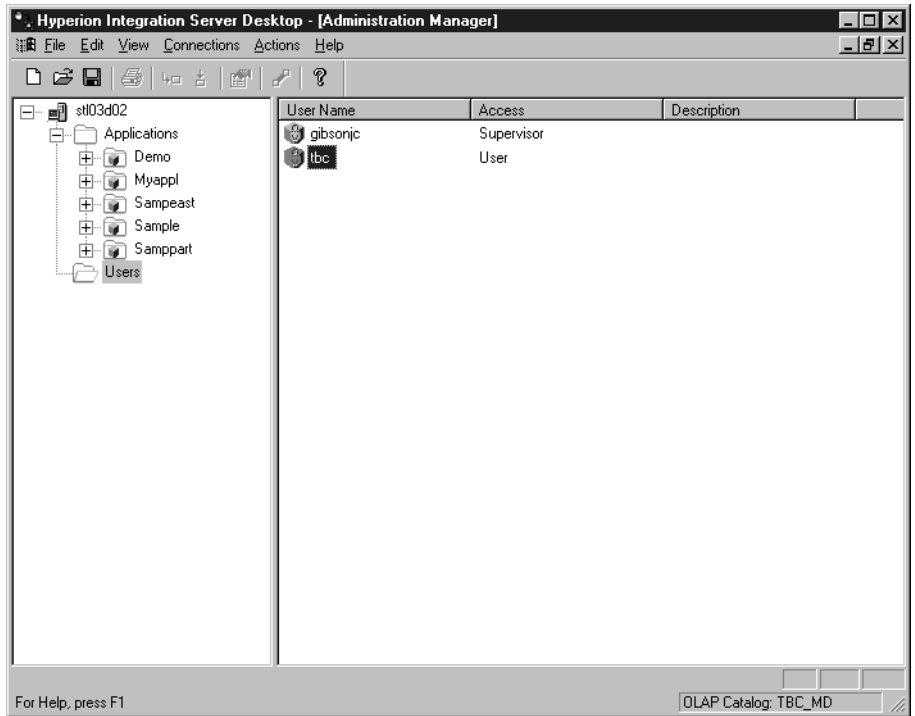 Hyperion Integration Server Desktop - [Administration Manager]
File Edit View Connections Actions Help
stl03d02
Applications
Demo
Myappl
Sampeast
Sample
Samppart
Users
User Name Access Description
gibsonjc Supervisor
tbc User
For Help, press F1
OLAP Catalog: TBC_MD